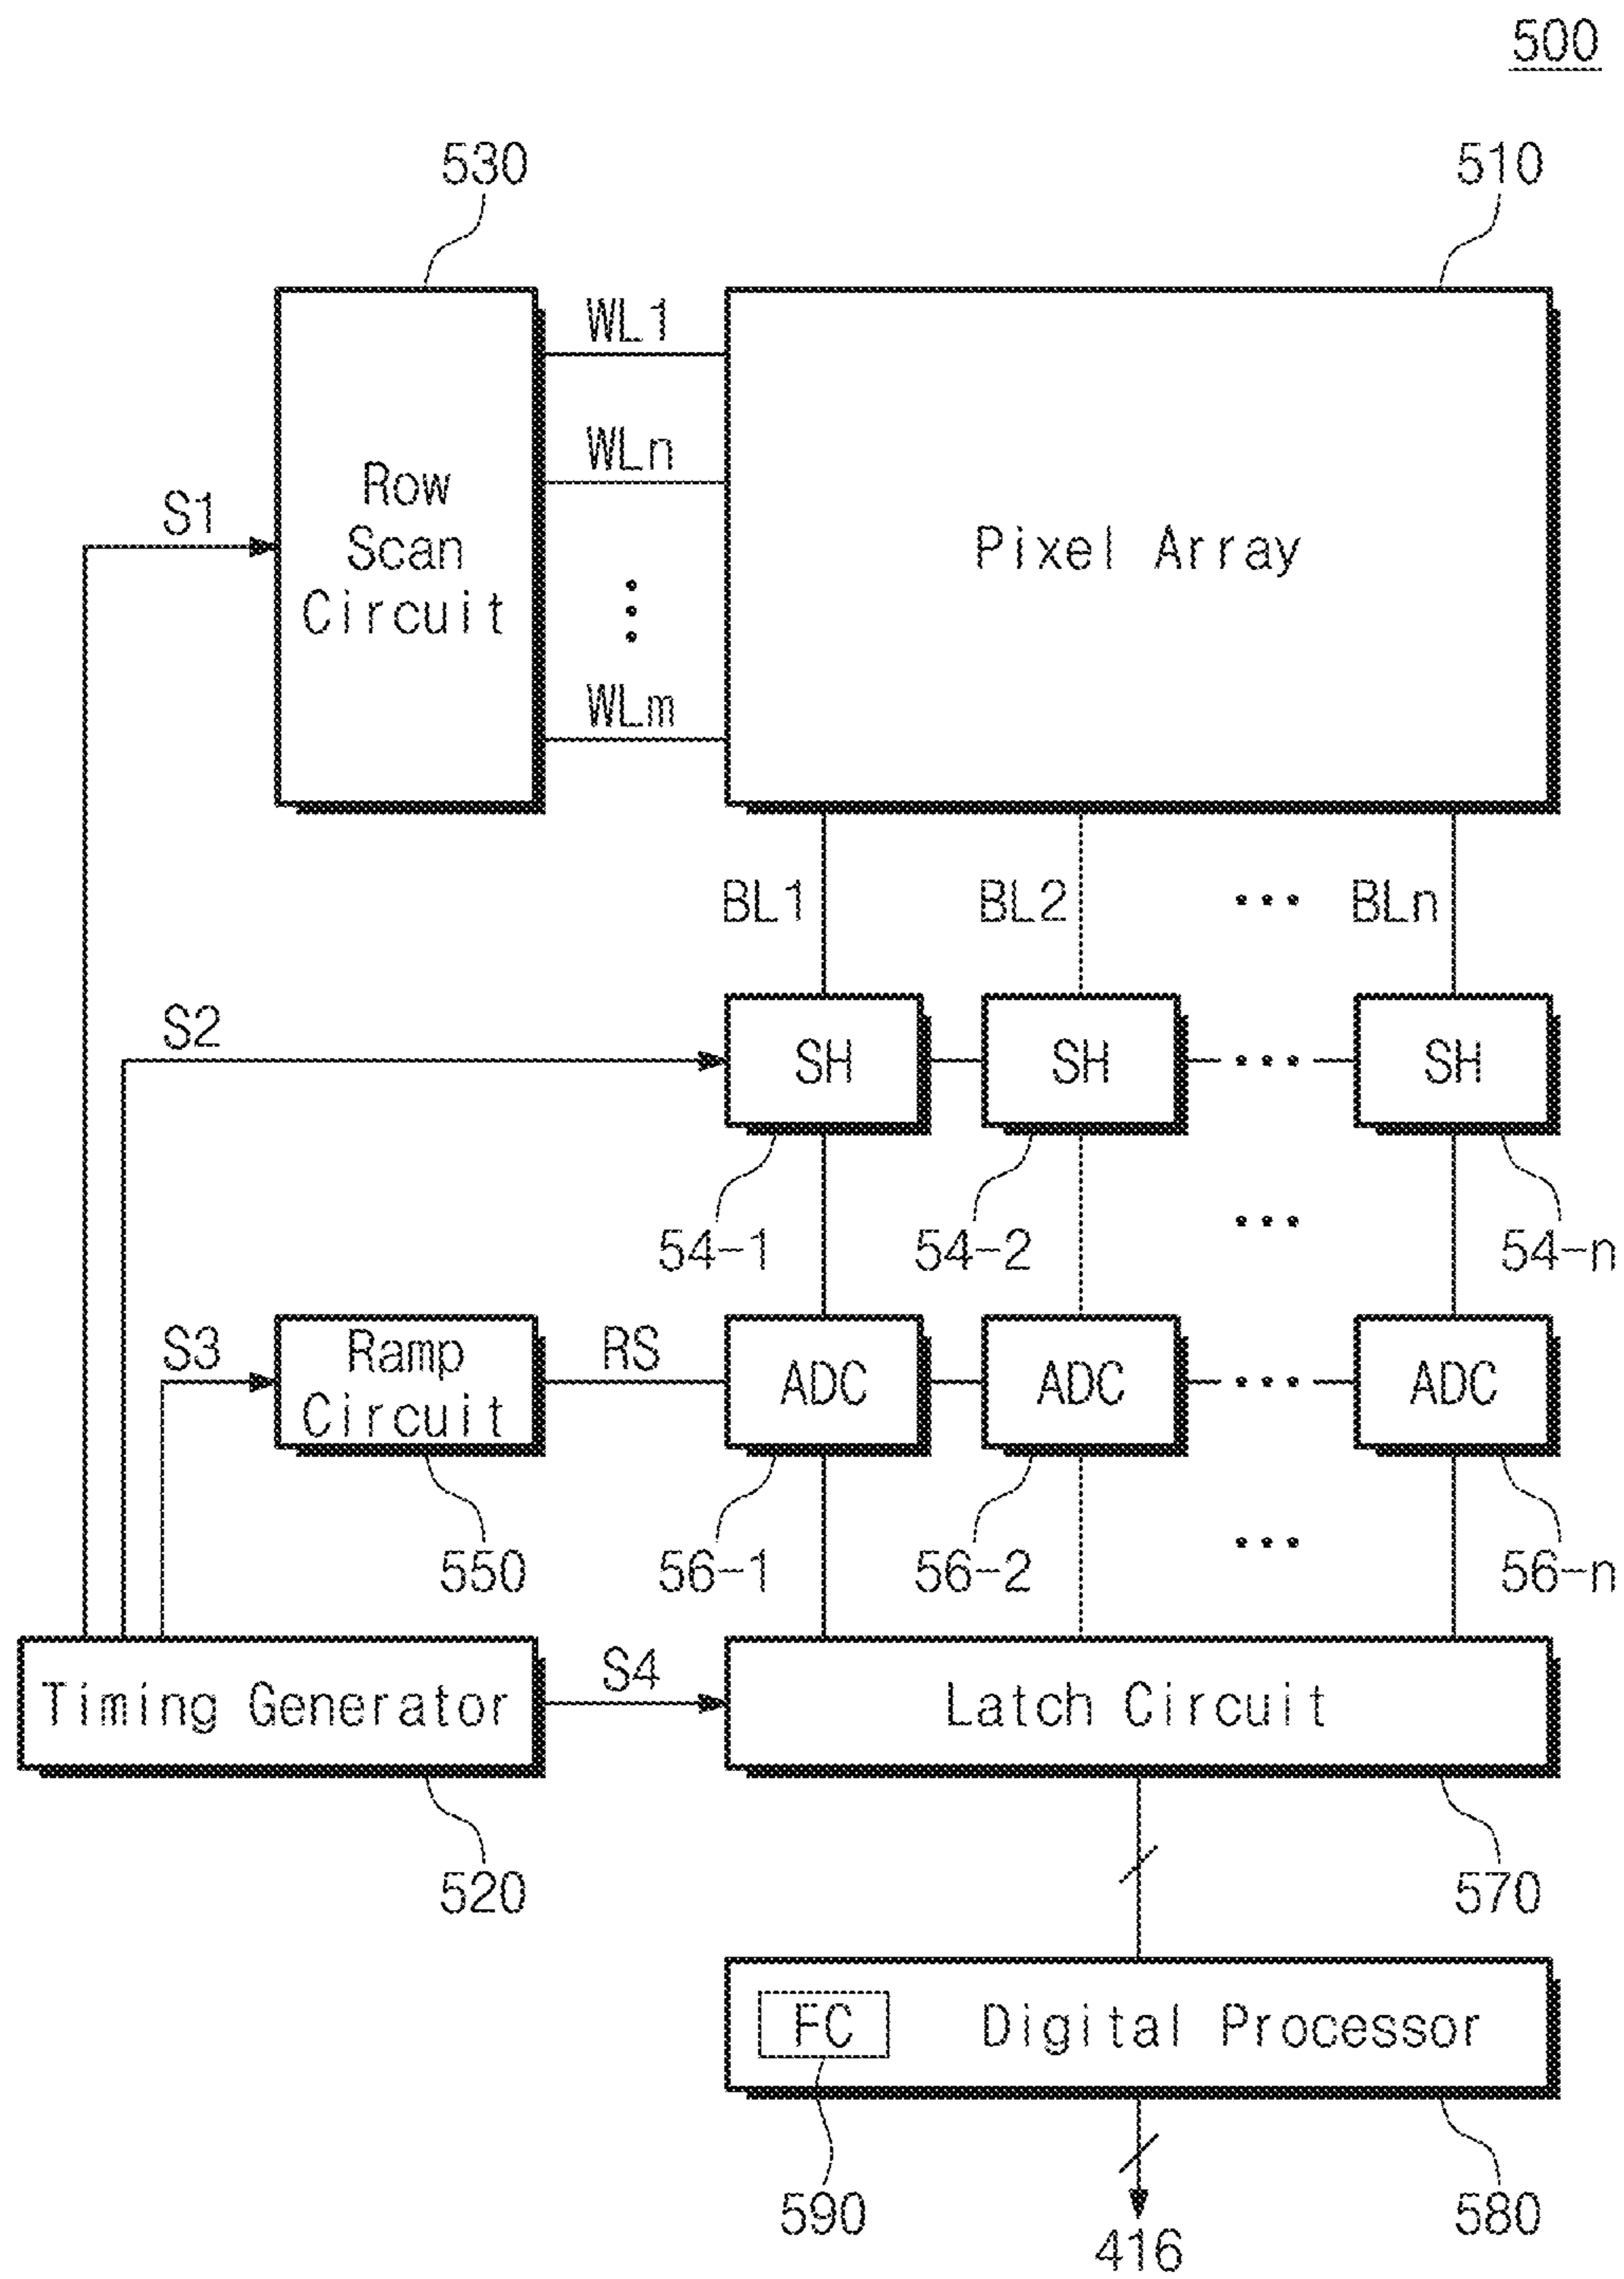 500
530
510
WL1
WLn
WLm
S1
Row
Scan
Circuit
Pixel Array
BL1
BL2
... BLn
S2
SH
SH
...
SH
54-1
54-2
...
54-n
S3
Ramp
Circuit
RS
ADC
ADC
...
ADC
550
56-1
56-2
...
56-n
Timing Generator
S4
Latch Circuit
520
570
FC
Digital Processor
590
580
416